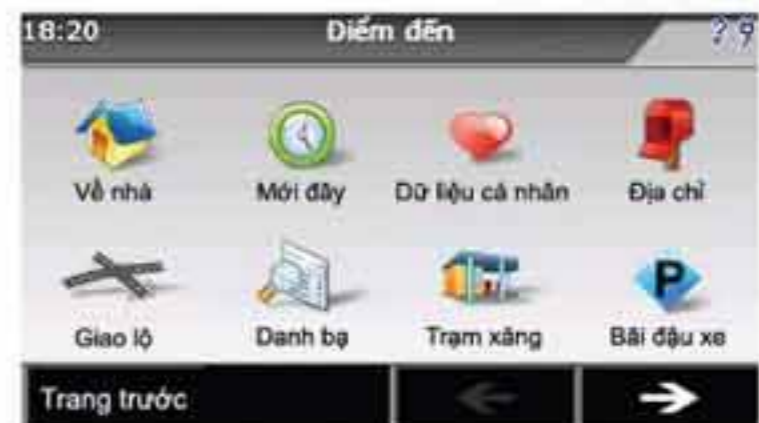 18:20 Điểm đến ? 9
Về nhà Mới đây Dữ liệu cá nhân Địa chỉ
P
Giao lộ Danh bạ Trạm xăng Bãi đậu xe
Trang trước